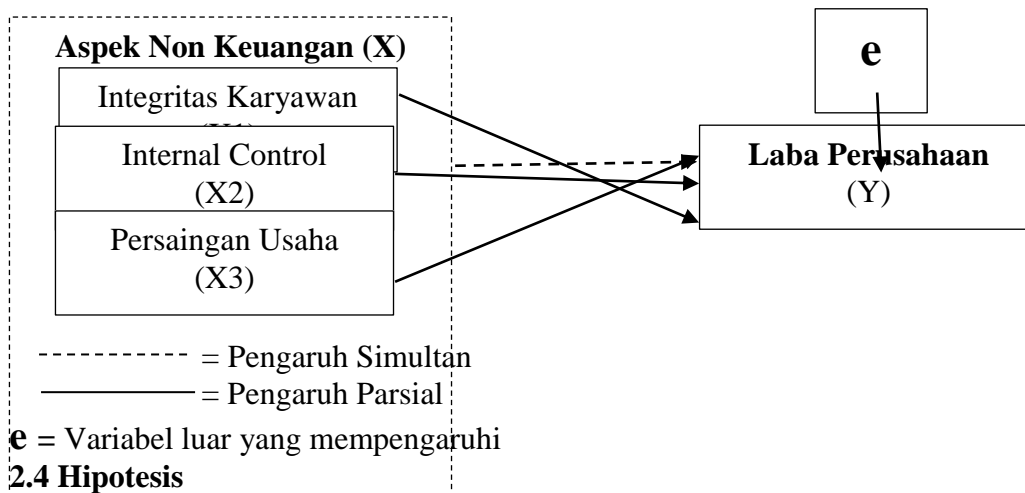 Aspek Non Keuangan (X)
Integritas Karyawan
Internal Control
(X2)
Persaingan Usaha
(X3)
e
Laba Perusahaan
(Y)
= Pengaruh Simultan
= Pengaruh Parsial
e = Variabel luar yang mempengaruhi
2.4 Hipotesis